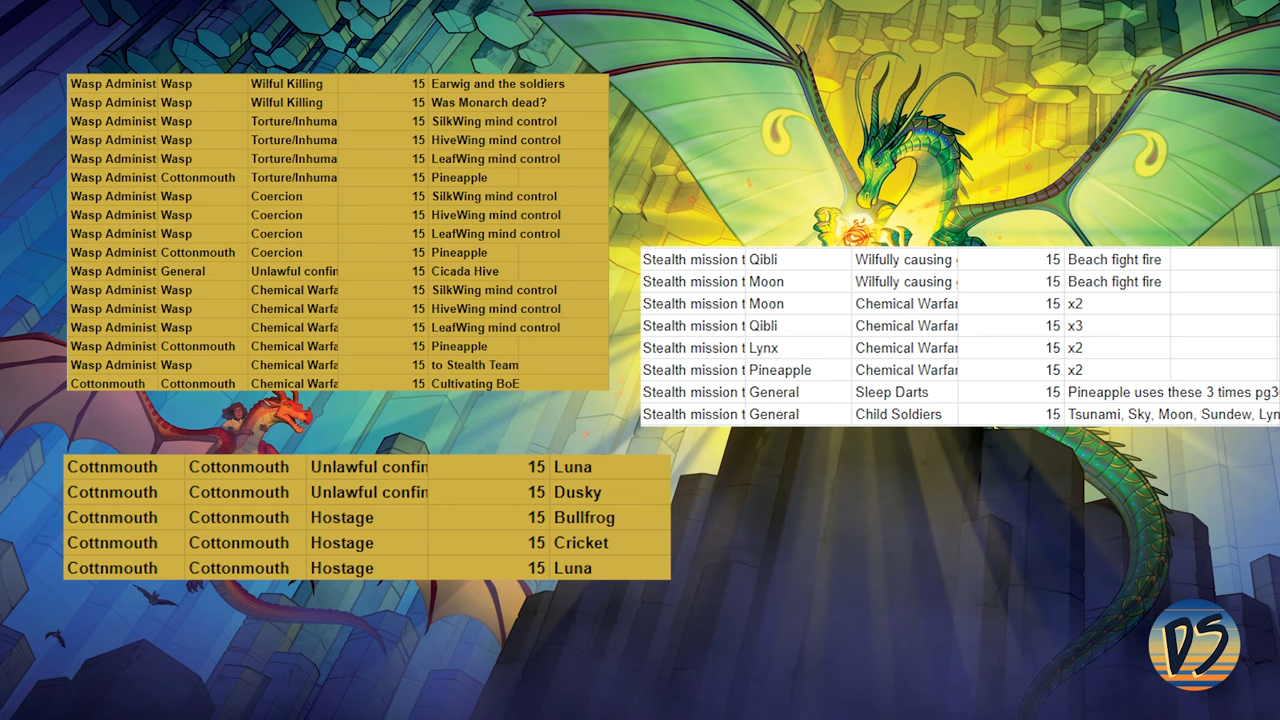 Wasp Administ Wasp Wilful Killing 15 Earwig and the soldiers
Wasp Administ Wasp Wilful Killing 15 Was Monarch dead?
Wasp Administ Wasp Torture/Inhuma 15 SilkWing mind control
Wasp Administ Wasp Torture/Inhuma 15 HiveWing mind control
Wasp Administ Wasp Torture/Inhuma 15 LeafWing mind control
Wasp Administ Cottonmouth Torture/Inhuma 15 Pineapple
Wasp Administ Wasp Coercion 15 SilkWing mind control
Wasp Administ Wasp Coercion 15 HiveWing mind control
Wasp Administ Wasp Coercion 15 LeafWing mind control
Wasp Administ Cottonmouth Coercion 15 Pineapple
Wasp Administ General Unlawful confin 15 Cicada Hive
Wasp Administ Wasp Chemical Warfa 15 SilkWing mind control
Wasp Administ Wasp Chemical Warfa 15 HiveWing mind control
Wasp Administ Wasp Chemical Warfa 15 LeafWing mind control
Wasp Administ Cottonmouth Chemical Warfa 15 Pineapple
Wasp Administ Wasp Chemical Warfa 15 to Stealth Team
Cottonmouth Cottonmouth Chemical Warfa 15 Cultivating BoE
Stealth mission t Qibli Wilfully causing 15 Beach fight fire
Stealth mission t Moon Wilfully causing 15 Beach fight fire
Stealth mission t Moon Chemical Warfar 15 x2
Stealth mission t Qibli Chemical Warfar 15 x3
Stealth mission t Lynx Chemical Warfar 15 x2
Stealth mission t Pineapple Chemical Warfar 15 x2
Stealth mission t General Sleep Darts 15 Pineapple uses these 3 times pg3
Stealth mission t General Child Soldiers 15 Tsunami, Sky, Moon, Sundew, Lyn
Cottnmouth Cottonmouth Unlawful confin 15 Luna
Cottnmouth Cottonmouth Unlawful confin 15 Dusky
Cottnmouth Cottonmouth Hostage 15 Bullfrog
Cottnmouth Cottonmouth Hostage 15 Cricket
Cottnmouth Cottonmouth Hostage 15 Luna
DS